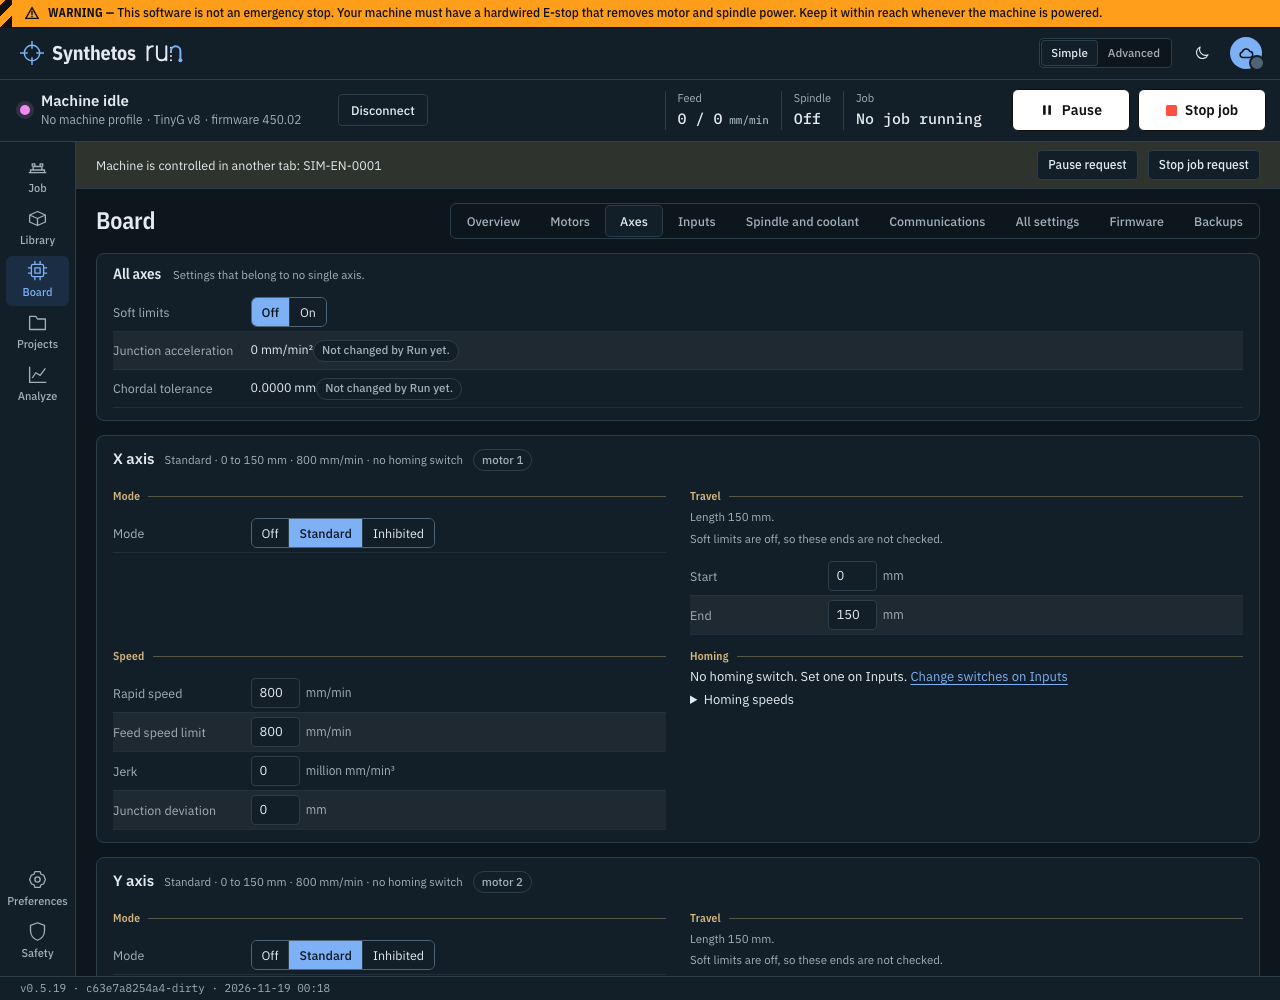 WARNING — This software is not an emergency stop. Your machine must have a hardwired E-stop that removes motor and spindle power. Keep it within reach whenever the machine is powered.
Synthetos run
Simple Advanced
Machine idle
No machine profile · TinyG v8 · firmware 450.02
Disconnect
Feed
0 / 0 mm/min
Spindle
Off
Job
No job running
Pause
Stop job
Job
Library
Board
Projects
Analyze
Preferences
Safety
Machine is controlled in another tab: SIM-EN-0001
Pause request
Stop job request
Board
Overview Motors Axes Inputs Spindle and coolant Communications All settings Firmware Backups
All axes Settings that belong to no single axis.
Soft limits Off On
Junction acceleration 0 mm/min² Not changed by Run yet.
Chordal tolerance 0.0000 mm Not changed by Run yet.
X axis Standard · 0 to 150 mm · 800 mm/min · no homing switch motor 1
Mode
Mode Off Standard Inhibited
Travel
Length 150 mm.
Soft limits are off, so these ends are not checked.
Start 0 mm
End 150 mm
Speed
Rapid speed 800 mm/min
Feed speed limit 800 mm/min
Jerk 0 million mm/min³
Junction deviation 0 mm
Homing
No homing switch. Set one on Inputs. Change switches on Inputs
Homing speeds
Y axis Standard · 0 to 150 mm · 800 mm/min · no homing switch motor 2
Mode
Mode Off Standard Inhibited
Travel
Length 150 mm.
Soft limits are off, so these ends are not checked.
v0.5.19 · c63e7a8254a4-dirty · 2026-11-19 00:18